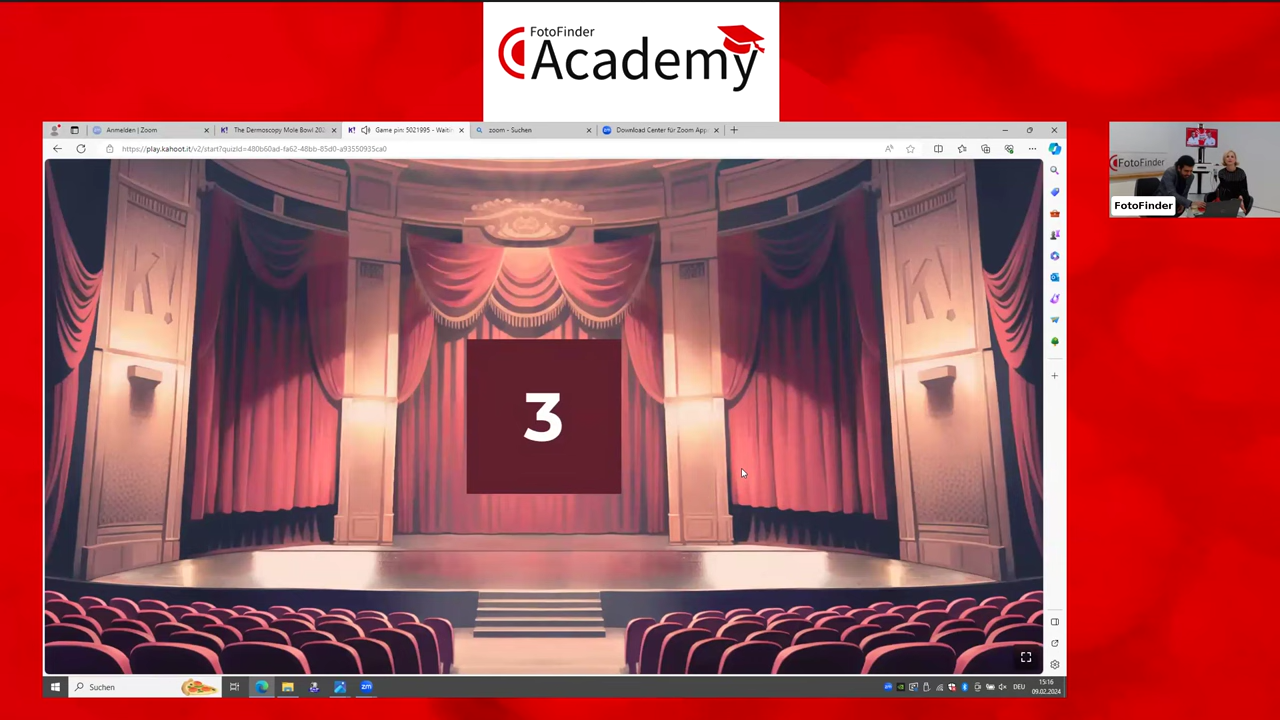 FotoFinder
Academy
Anmelden | Zoom
The Dermoscopy Mole Bowl 202
Game pin: 5021995 - Waitin
zoom - Suchen
Download Center für Zoom App
https://play.kahoot.it/v2/start?quizId=480b60ad-fa62-48bb-85d0-a93550935ca0
K!
K!
3
FotoFinder
FotoFinder
Suchen
zm
DEU
15:16
09.02.2024